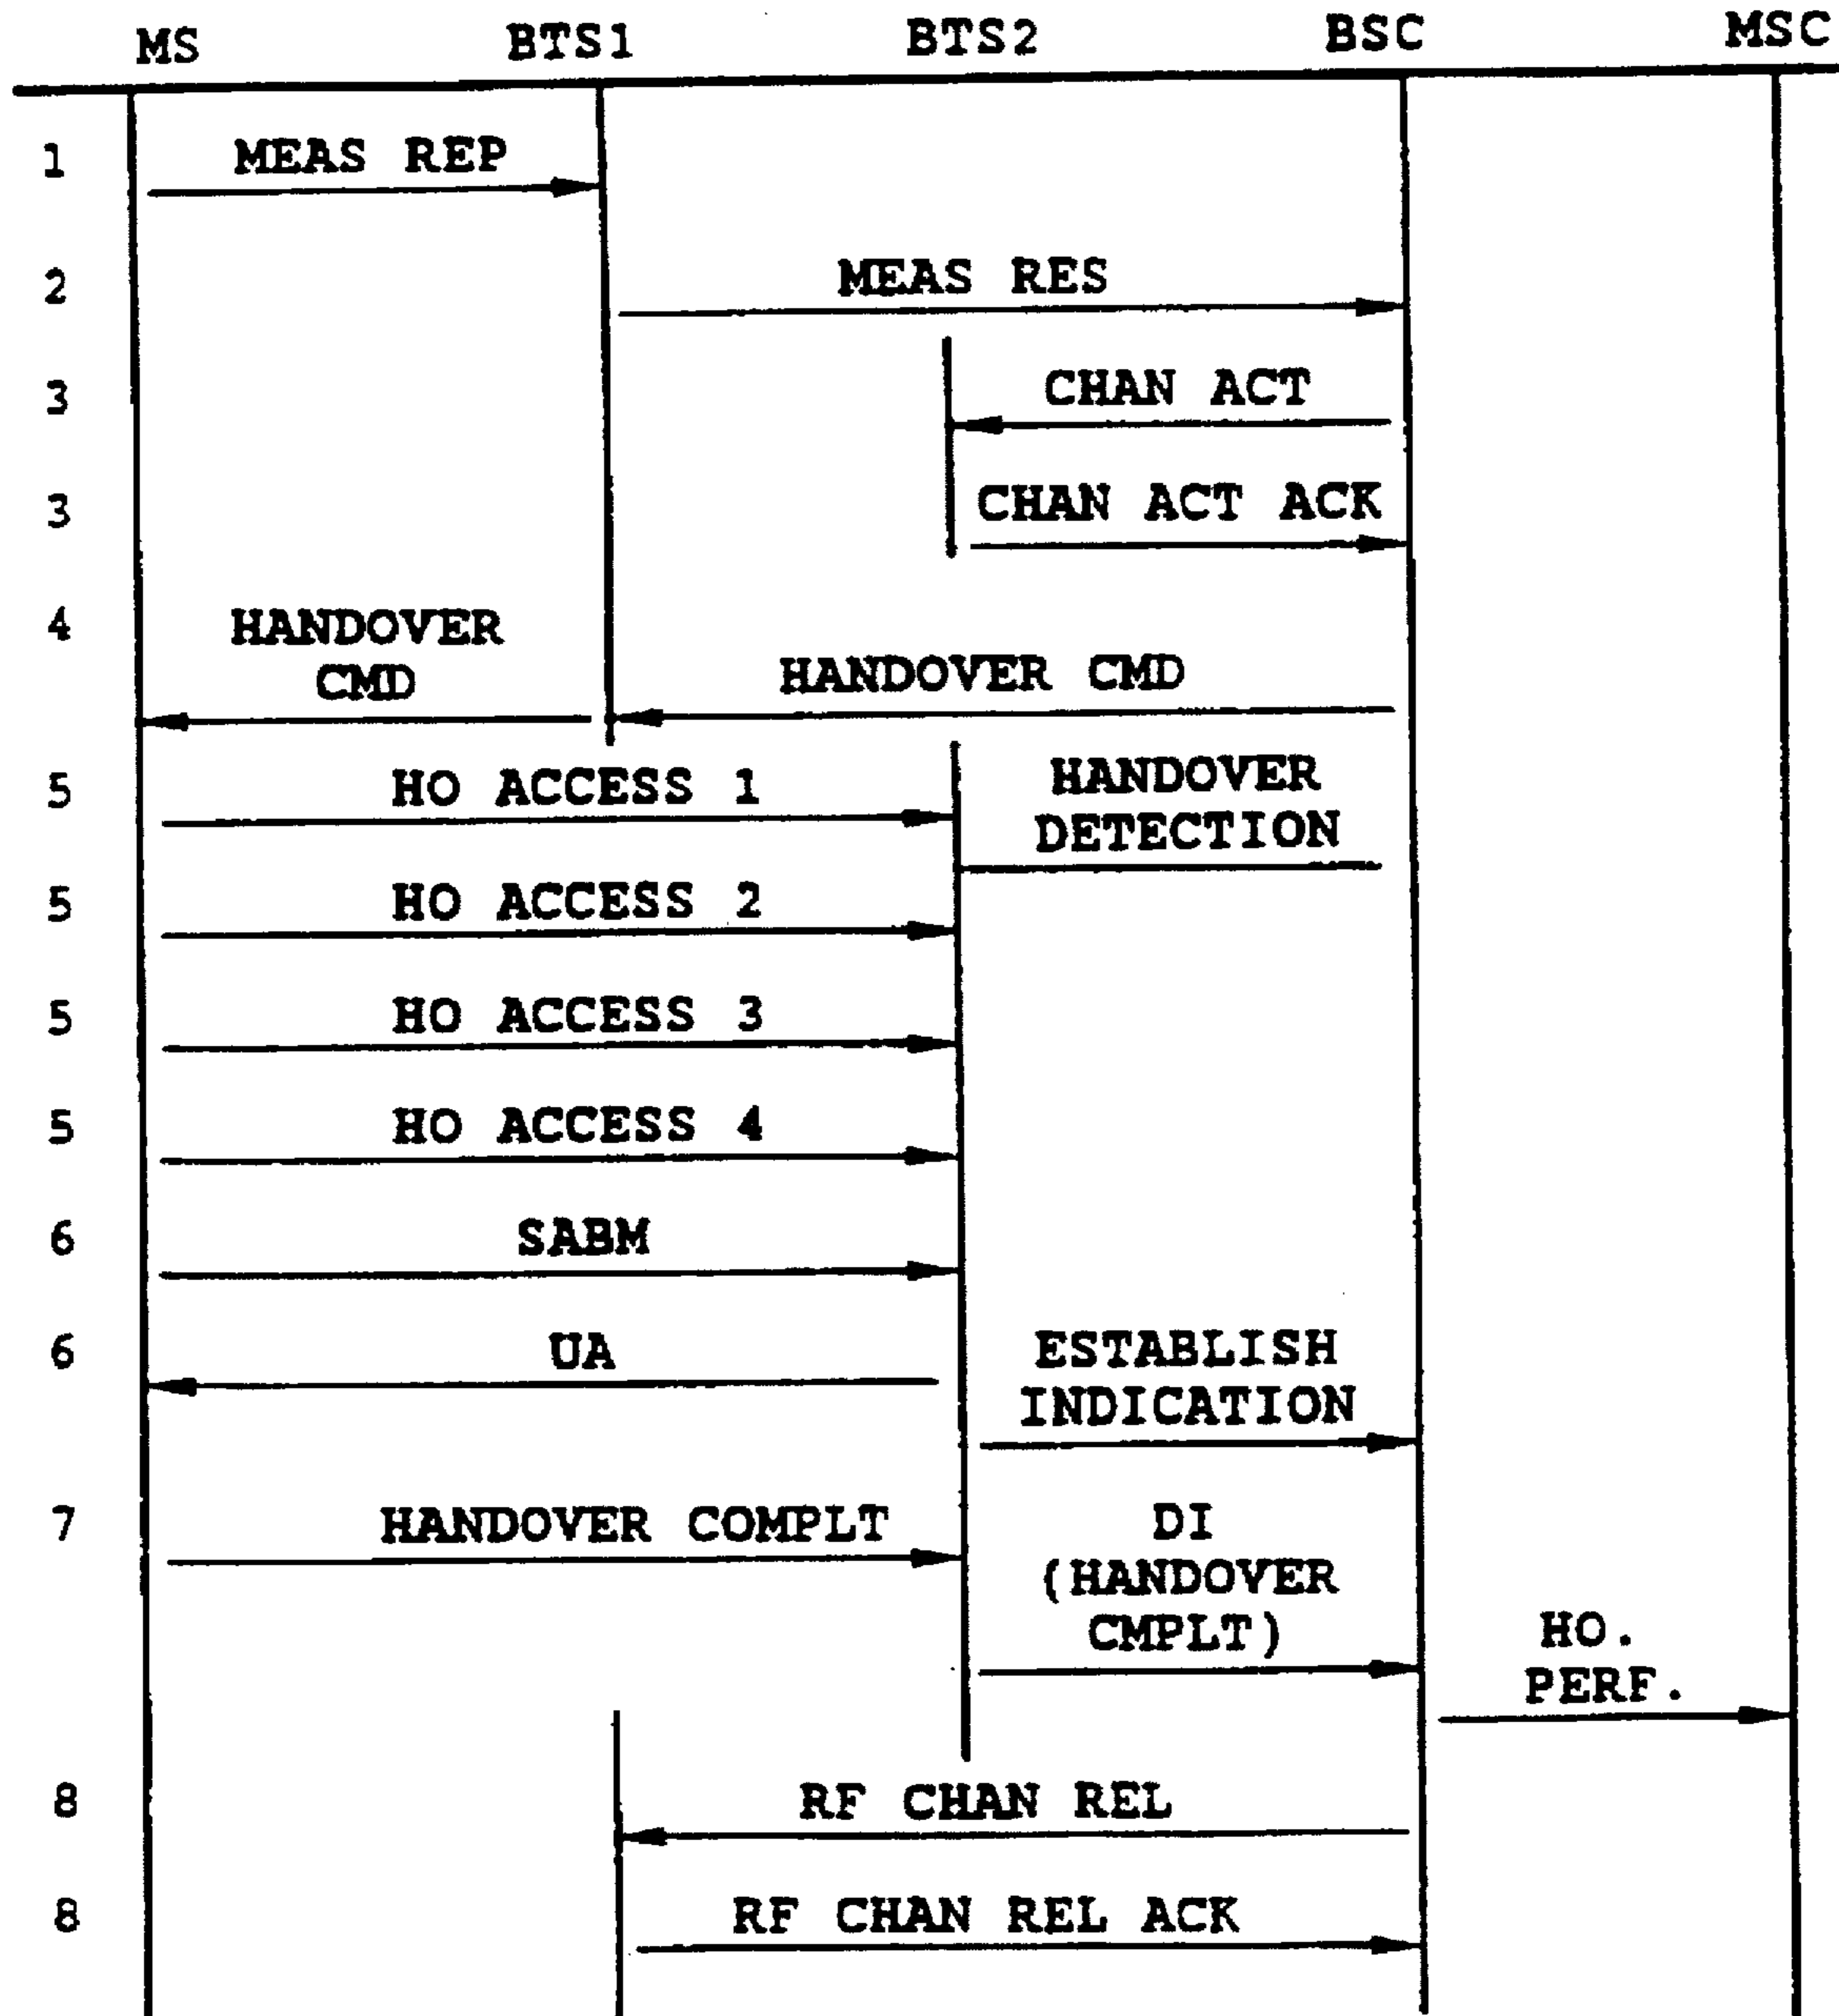 MS BTS1 BTS2 BSC MSC
1 MEAS REP
2 MEAS RES
3 CHAN ACT
3 CHAN ACT ACK
4 HANDOVER
CMD
HANDOVER CMD
5 HO ACCESS 1
HANDOVER
DETECTION
5 HO ACCESS 2
5 HO ACCESS 3
5 HO ACCESS 4
6 SABM
6 UA
ESTABLISH
INDICATION
7 HANDOVER COMPLT
DI
(HANDOVER
CMPLT)
HO.
PERF.
8 RF CHAN REL
8 RF CHAN REL ACK